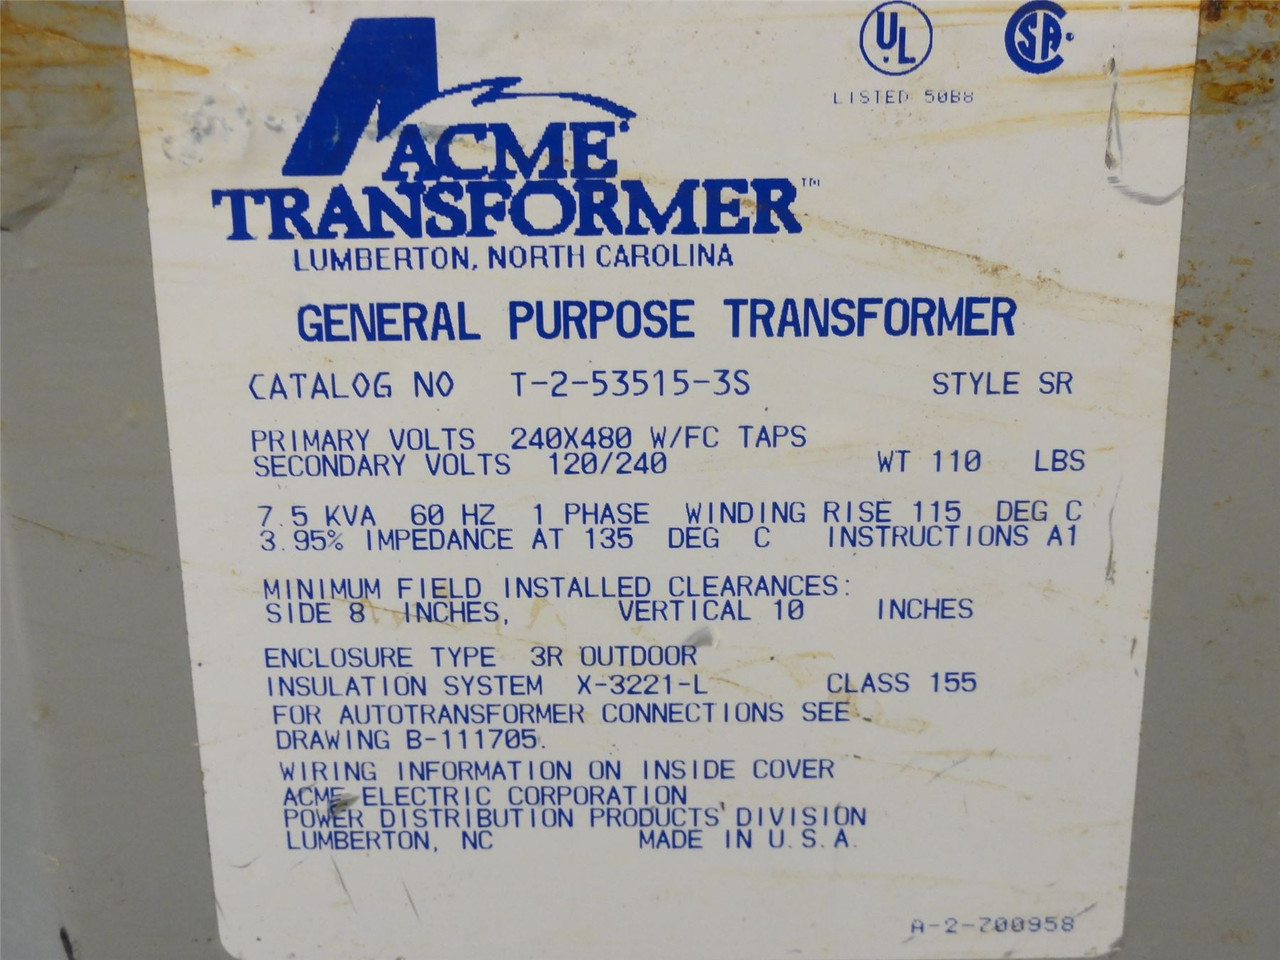 UL
SA
LISTED 50B8
ACME
TRANSFORMER™
LUMBERTON, NORTH CAROLINA
GENERAL PURPOSE TRANSFORMER
CATALOG NO T-2-53515-3S STYLE SR
PRIMARY VOLTS 240X480 W/FC TAPS
SECONDARY VOLTS 120/240 WT 110 LBS
7.5 KVA 60 HZ 1 PHASE WINDING RISE 115 DEG C
3.95% IMPEDANCE AT 135 DEG C INSTRUCTIONS A1
MINIMUM FIELD INSTALLED CLEARANCES:
SIDE 8 INCHES, VERTICAL 10 INCHES
ENCLOSURE TYPE 3R OUTDOOR
INSULATION SYSTEM X-3221-L CLASS 155
FOR AUTOTRANSFORMER CONNECTIONS SEE
DRAWING B-111705.
WIRING INFORMATION ON INSIDE COVER
ACME ELECTRIC CORPORATION
POWER DISTRIBUTION PRODUCTS DIVISION
LUMBERTON, NC MADE IN U.S.A.
A-2-700958